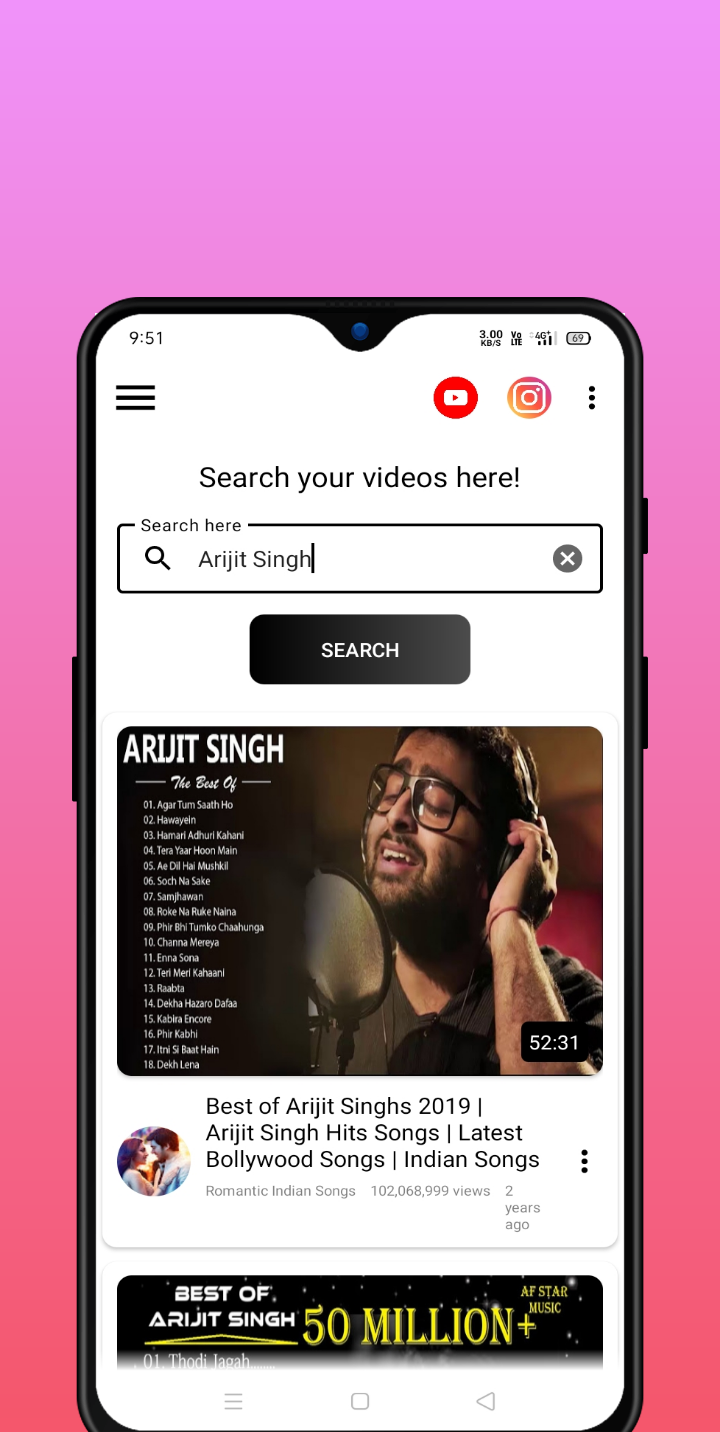 9:51
3.00 KB/S Vo LTE 4G+ 69
Search your videos here!
Search here
Arijit Singh
SEARCH
ARIJIT SINGH
The Best Of
01. Agar Tum Saath Ho
02. Hawayein
03. Hamari Adhuri Kahani
04. Tera Yaar Hoon Main
05. Ae Dil Hai Mushkil
06. Soch Na Sake
07. Samjhawan
08. Roke Na Ruke Naina
09. Phir Bhi Tumko Chaahunga
10. Channa Mereya
11. Enna Sona
12. Teri Meri Kahaani
13. Raabta
14. Dekha Hazaro Dafaa
15. Kabira Encore
16. Phir Kabhi
17. Itni Si Baat Hain
18. Dekh Lena
52:31
Best of Arijit Singhs 2019 |
Arijit Singh Hits Songs | Latest
Bollywood Songs | Indian Songs
Romantic Indian Songs 102,068,999 views 2
years
ago
BEST OF
ARIJIT SINGH
50 MILLION+
AF STAR
MUSIC
01. Thodi Jagah........